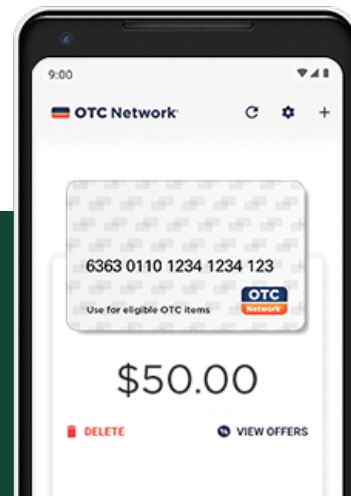 9:00
OTC Network
6363 0110 1234 1234 123
Use for eligible OTC items
OTC
Network
$50.00
DELETE
VIEW OFFERS